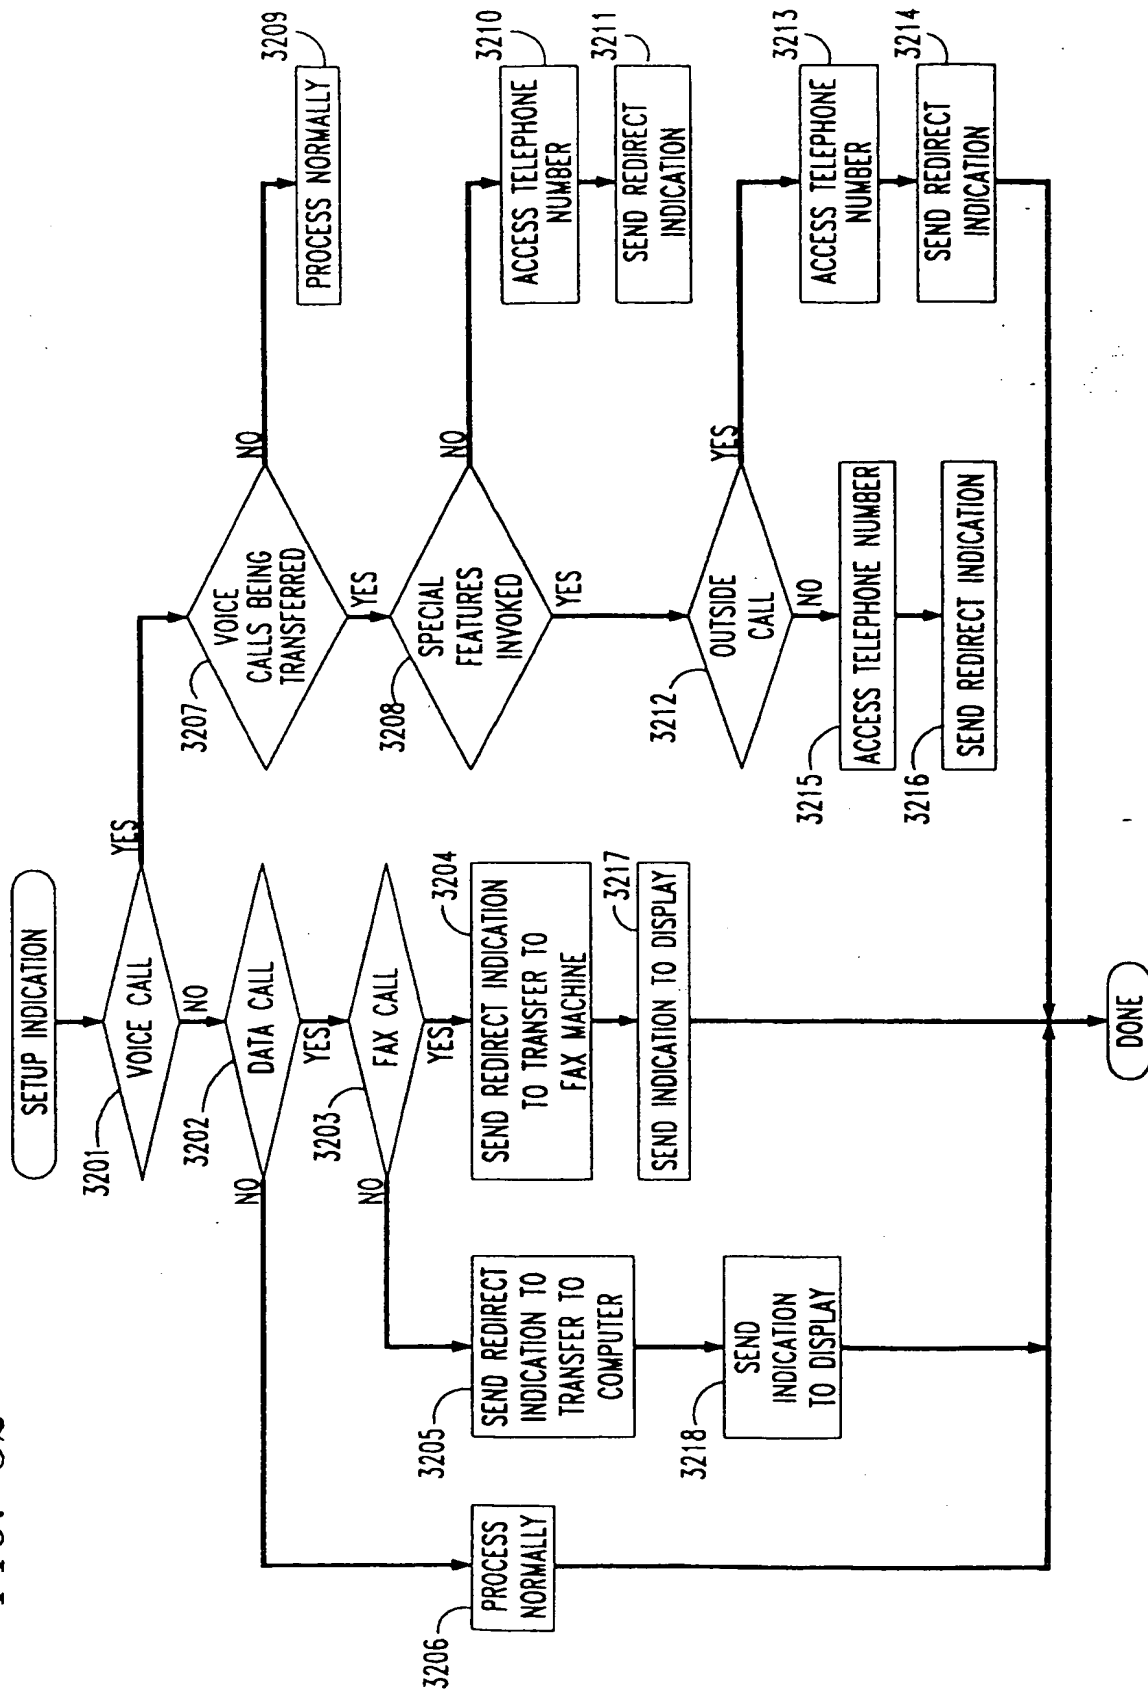 SETUP INDICATION
3201
VOICE CALL
YES
NO
3202
DATA CALL
NO
YES
3203
FAX CALL
NO
YES
3204
SEND REDIRECT INDICATION
TO TRANSFER TO
FAX MACHINE
3217
SEND INDICATION TO DISPLAY
3205
SEND REDIRECT
INDICATION TO
TRANSFER TO
COMPUTER
3218
SEND
INDICATION
TO DISPLAY
3206
PROCESS
NORMALLY
3207
VOICE
CALLS BEING
TRANSFERRED
NO
YES
3209
PROCESS NORMALLY
3208
SPECIAL
FEATURES
INVOKED
NO
YES
3210
ACCESS TELEPHONE
NUMBER
3211
SEND REDIRECT
INDICATION
3212
OUTSIDE
CALL
YES
NO
3213
ACCESS TELEPHONE
NUMBER
3214
SEND REDIRECT
INDICATION
3215
ACCESS TELEPHONE NUMBER
3216
SEND REDIRECT INDICATION
DONE